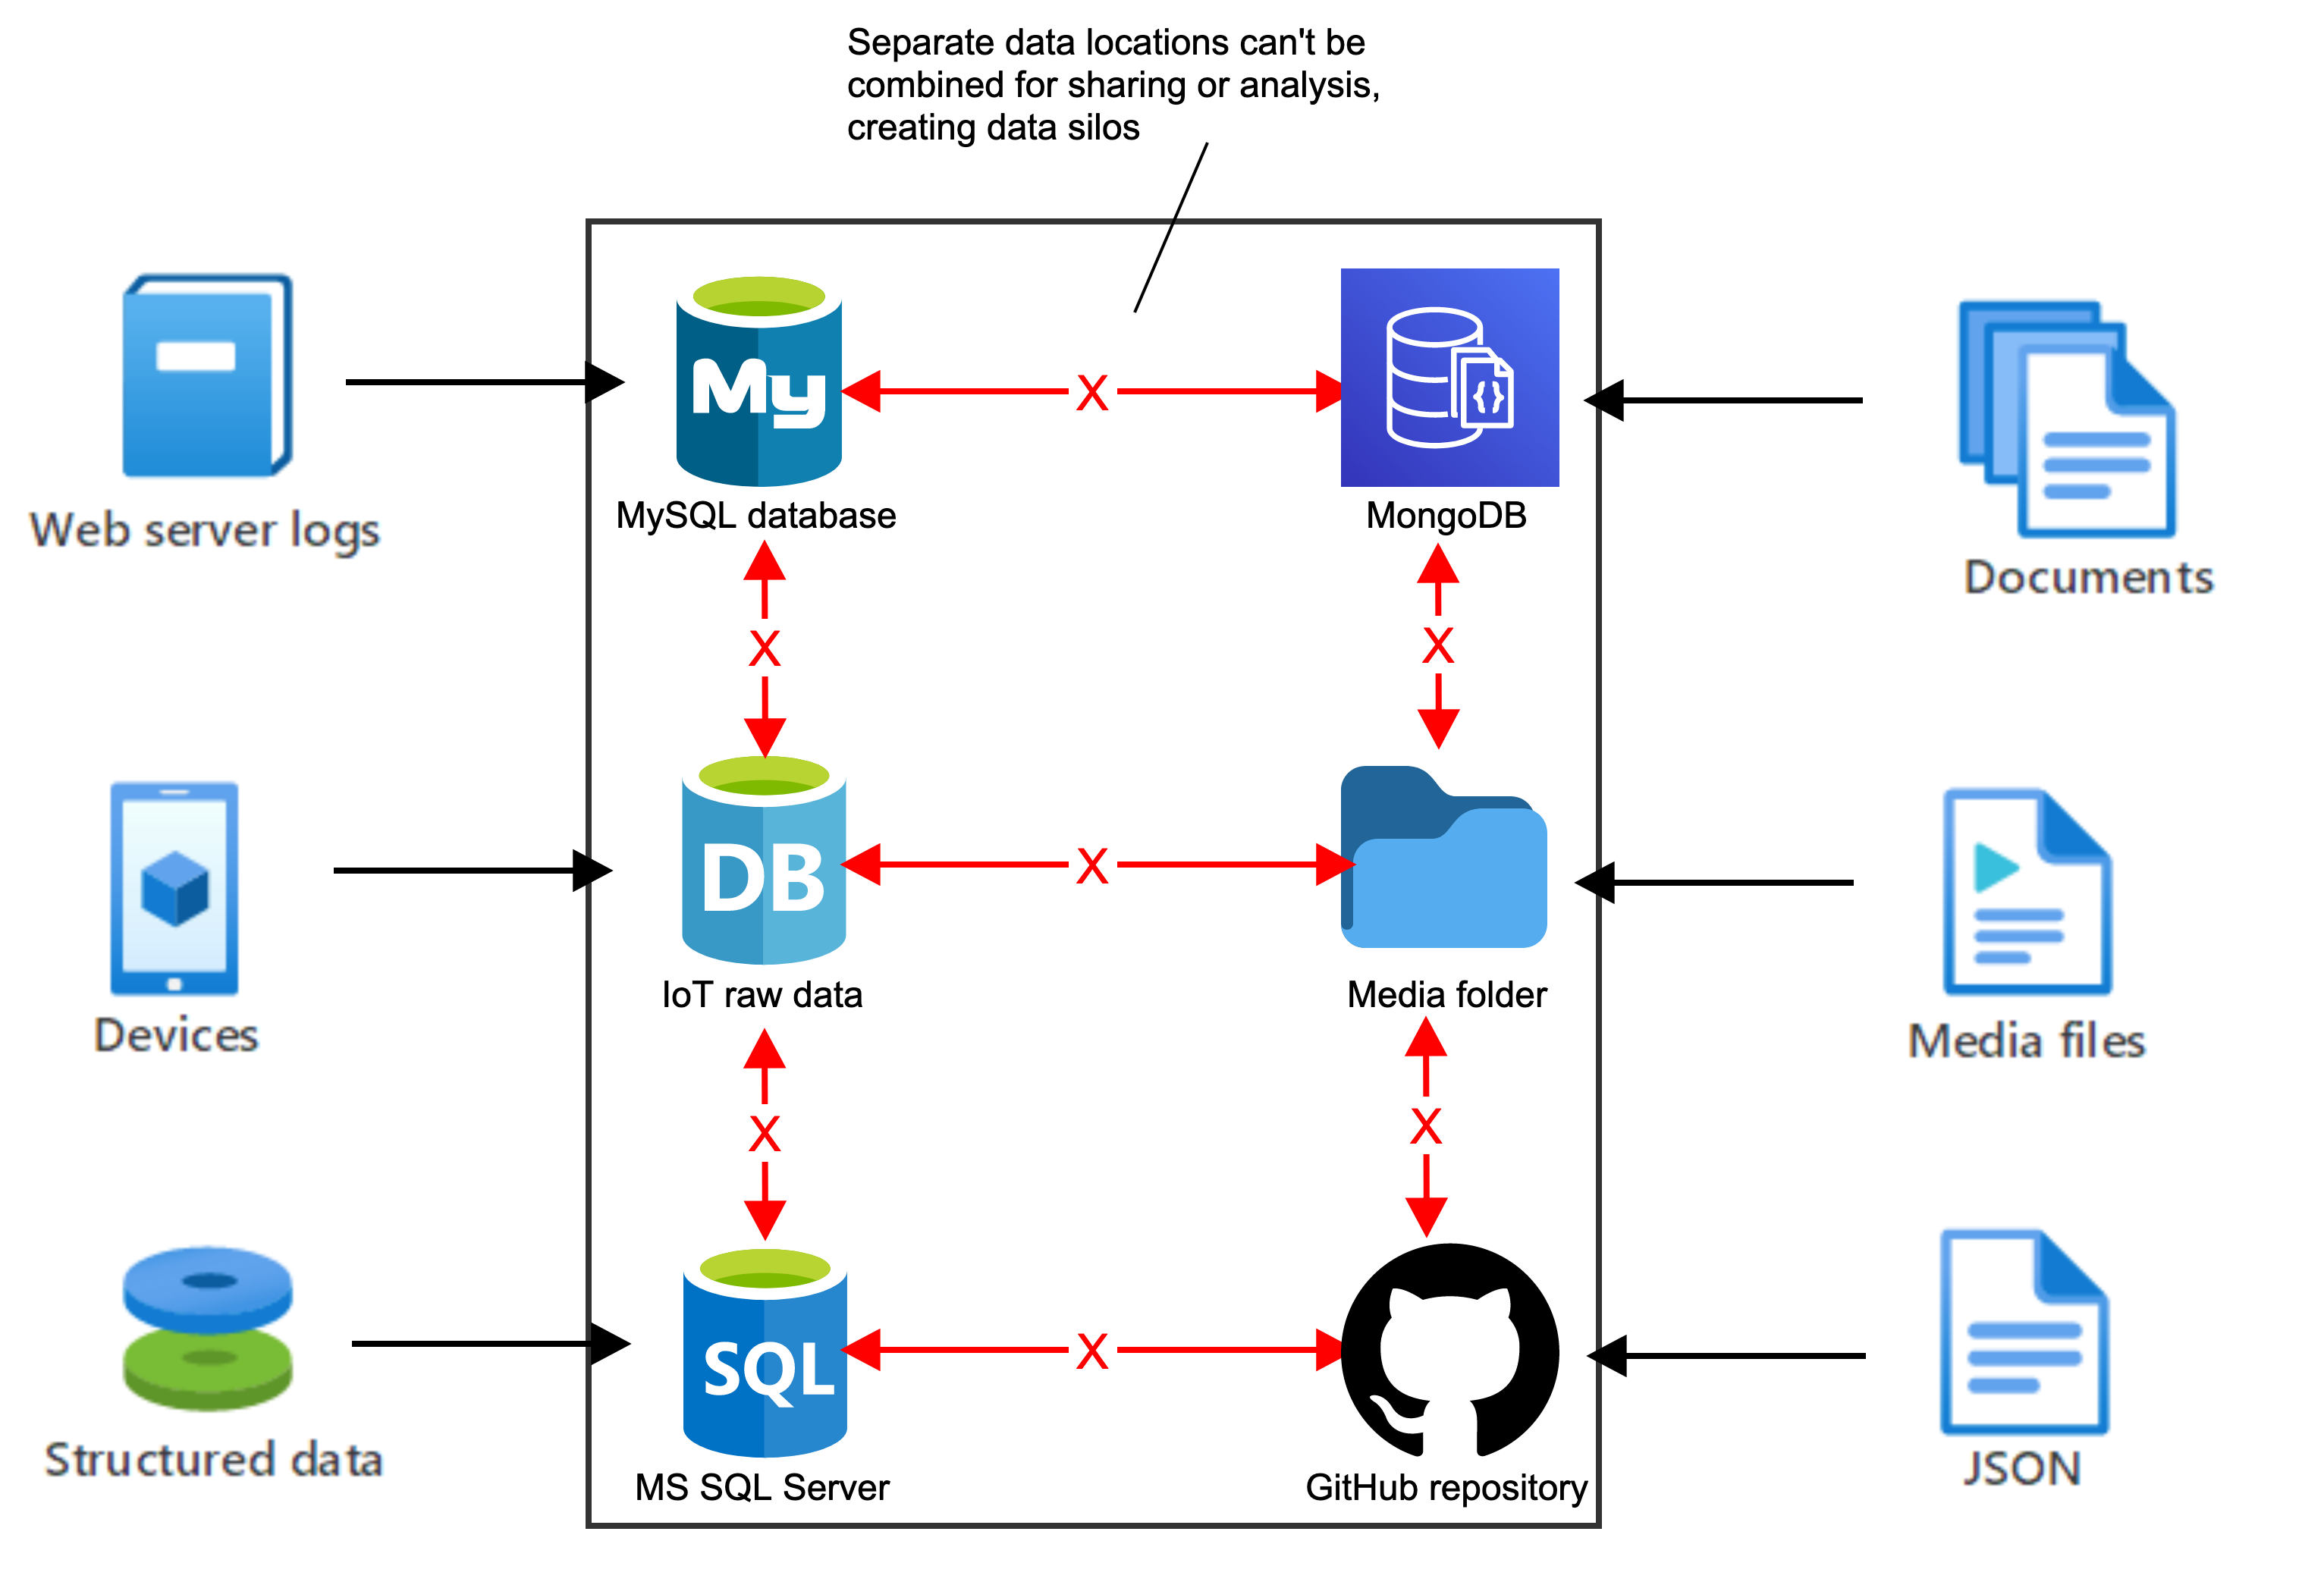 Separate data locations can't be
combined for sharing or analysis,
creating data silos
Web server logs
My
MySQL database
X
MongoDB
{}
Documents
X
X
Devices
DB
IoT raw data
X
Media folder
Media files
X
X
Structured data
SQL
MS SQL Server
X
GitHub repository
JSON